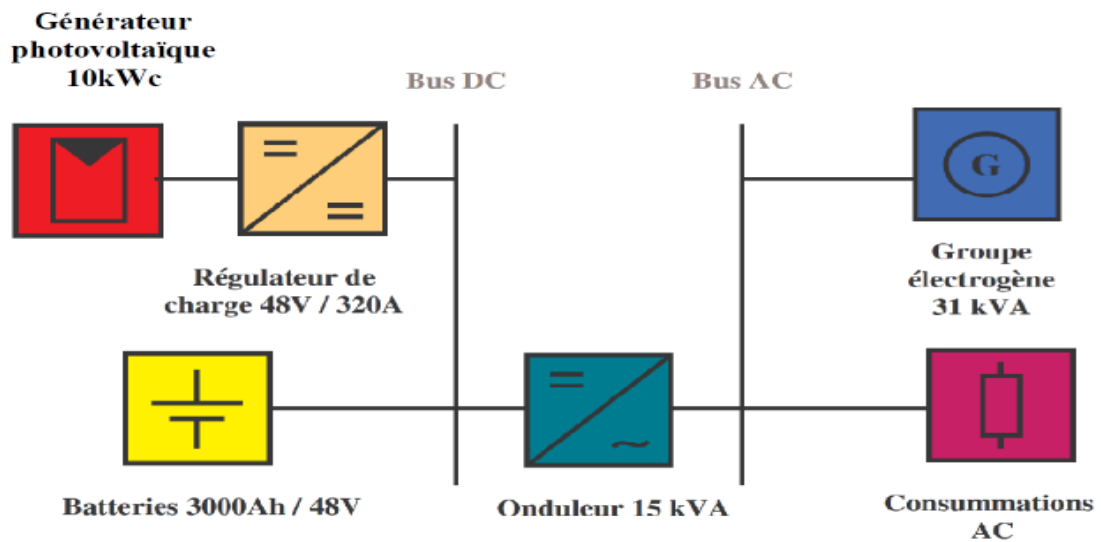 Générateur
photovoltaïque
10kWc
Bus DC
Bus AC
G
Régulateur de
charge 48V / 320A
Groupe
électrogène
31 kVA
Batteries 3000Ah / 48V
Onduleur 15 kVA
Consummations
AC